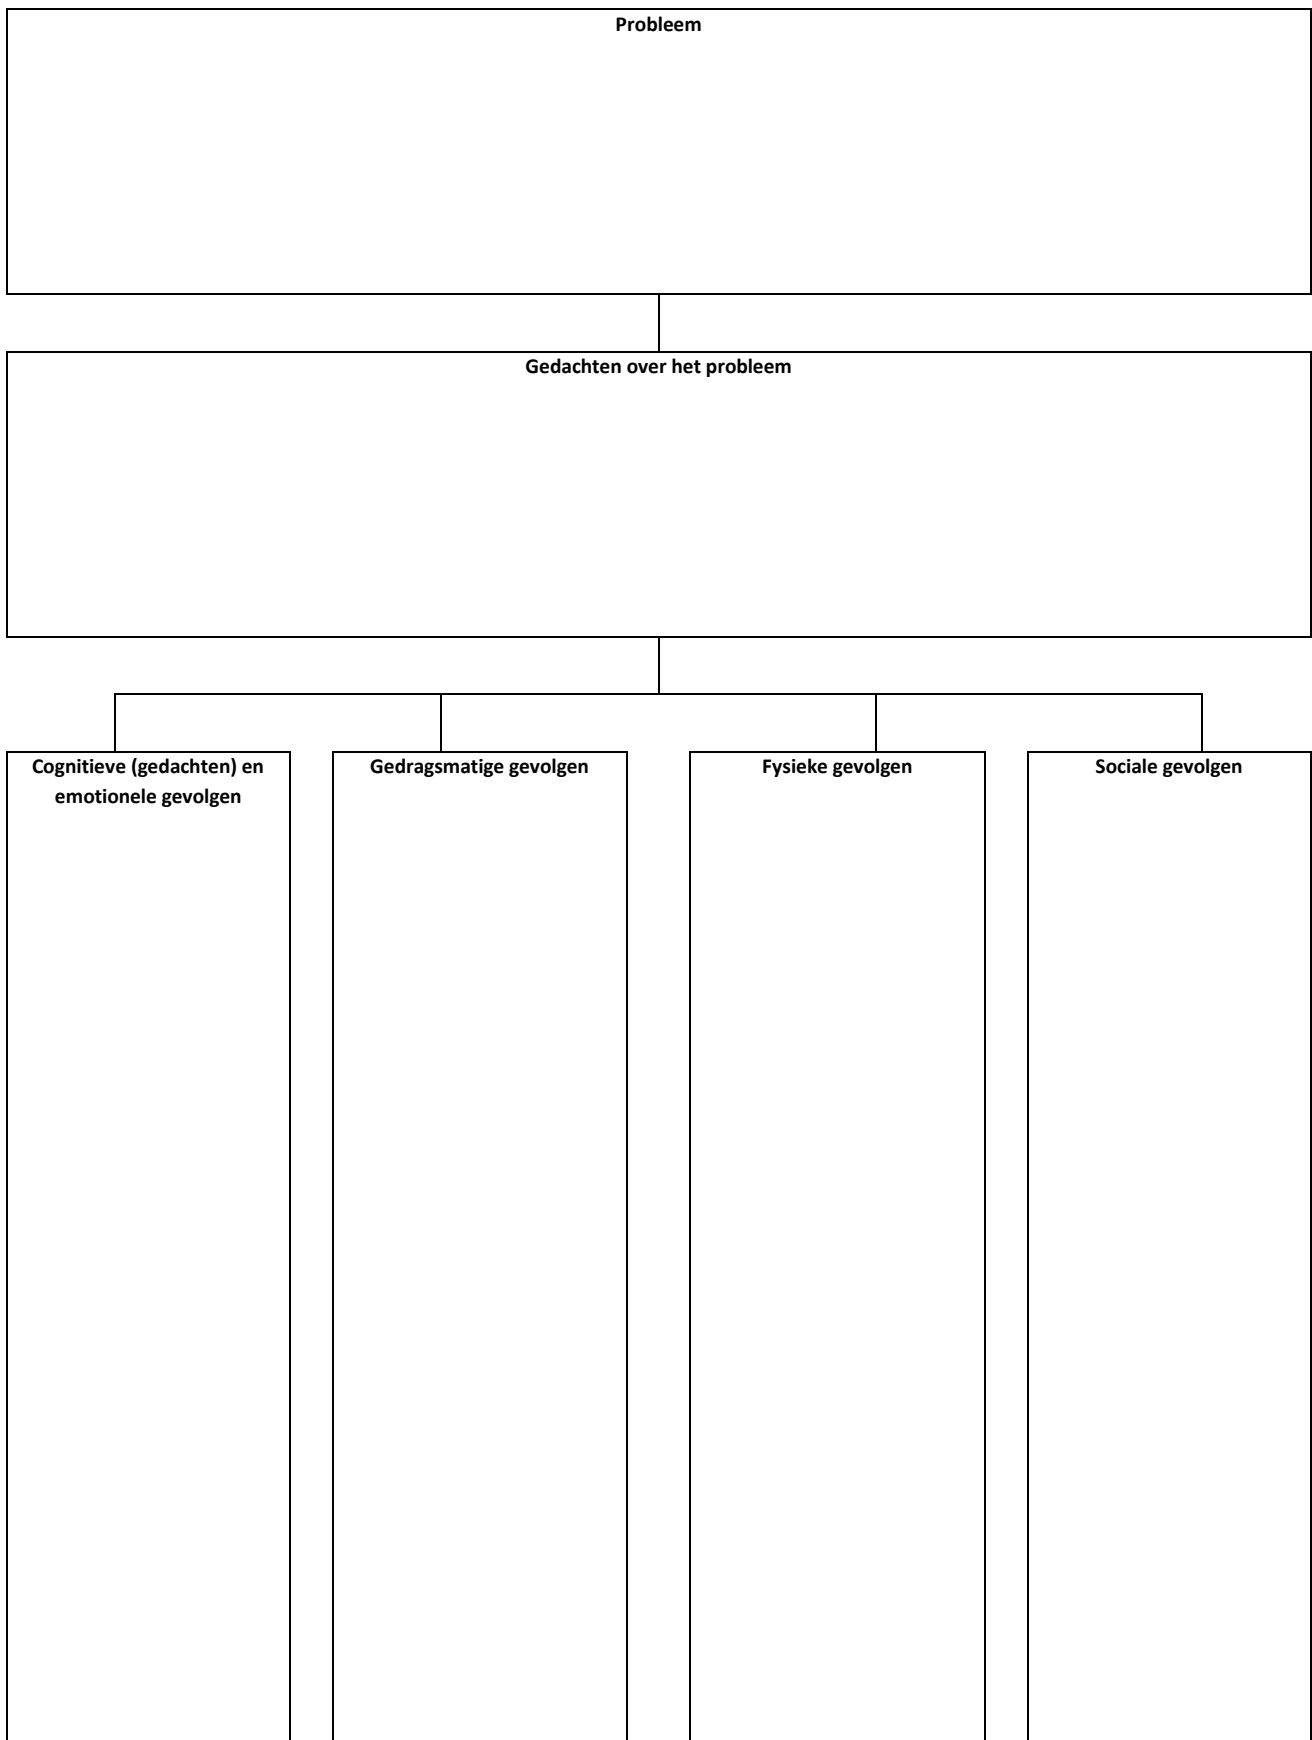 Probleem
Gedachten over het probleem
Cognitieve (gedachten) en
emotionele gevolgen
Gedragsmatige gevolgen
Fysieke gevolgen
Sociale gevolgen